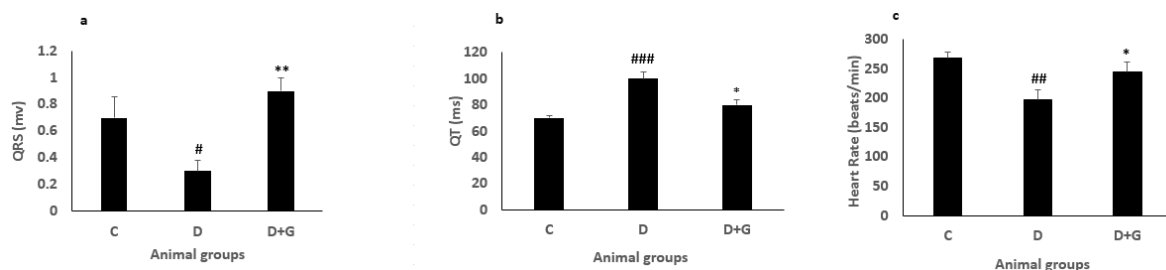 a
QRS (mv)
1.2
1
0.8
0.6
0.4
0.2
0
#
**
C D D+G
Animal groups
b
QT (ms)
120
100
80
60
40
20
0
###
*
C D D+G
Animal groups
c
Heart Rate (beats/min)
300
250
200
150
100
50
0
##
*
C D D+G
Animal groups